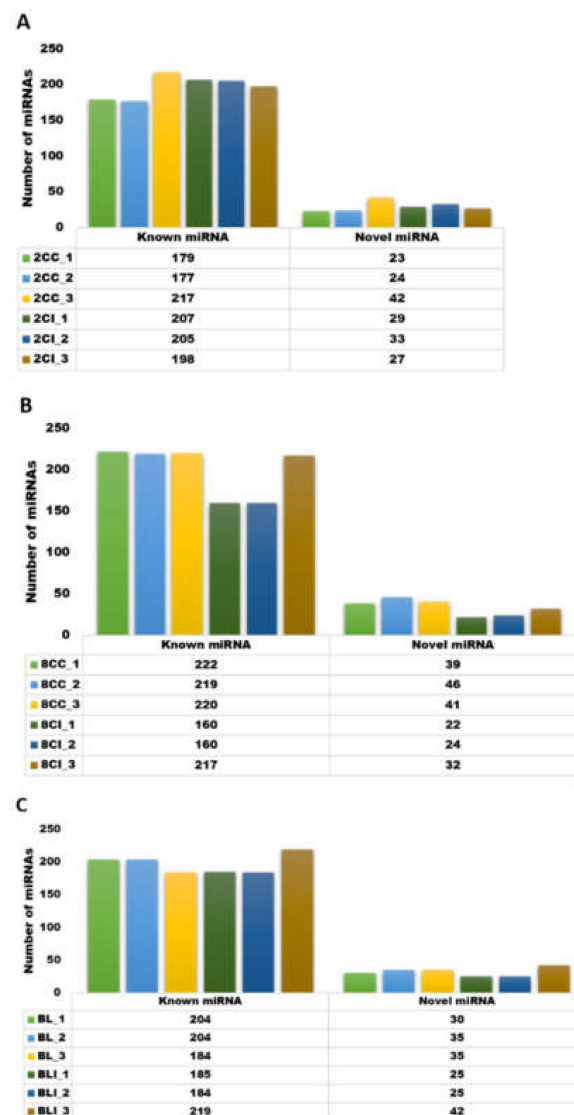 A
250
200
150
100
50
0
Number of miRNAs
Known miRNA Novel miRNA
2CC_1 179 23
2CC_2 177 24
2CC_3 217 42
2CI_1 207 29
2CI_2 205 33
2CI_3 198 27
B
250
200
150
100
50
0
Number of miRNAs
Known miRNA Novel miRNA
8CC_1 222 39
8CC_2 219 46
8CC_3 220 41
8CI_1 160 22
8CI_2 160 24
8CI_3 217 32
C
250
200
150
100
50
0
Number of miRNAs
Known miRNA Novel miRNA
BL_1 204 30
BL_2 204 35
BL_3 184 35
BLI_1 185 25
BLI_2 184 25
BLI_3 219 42